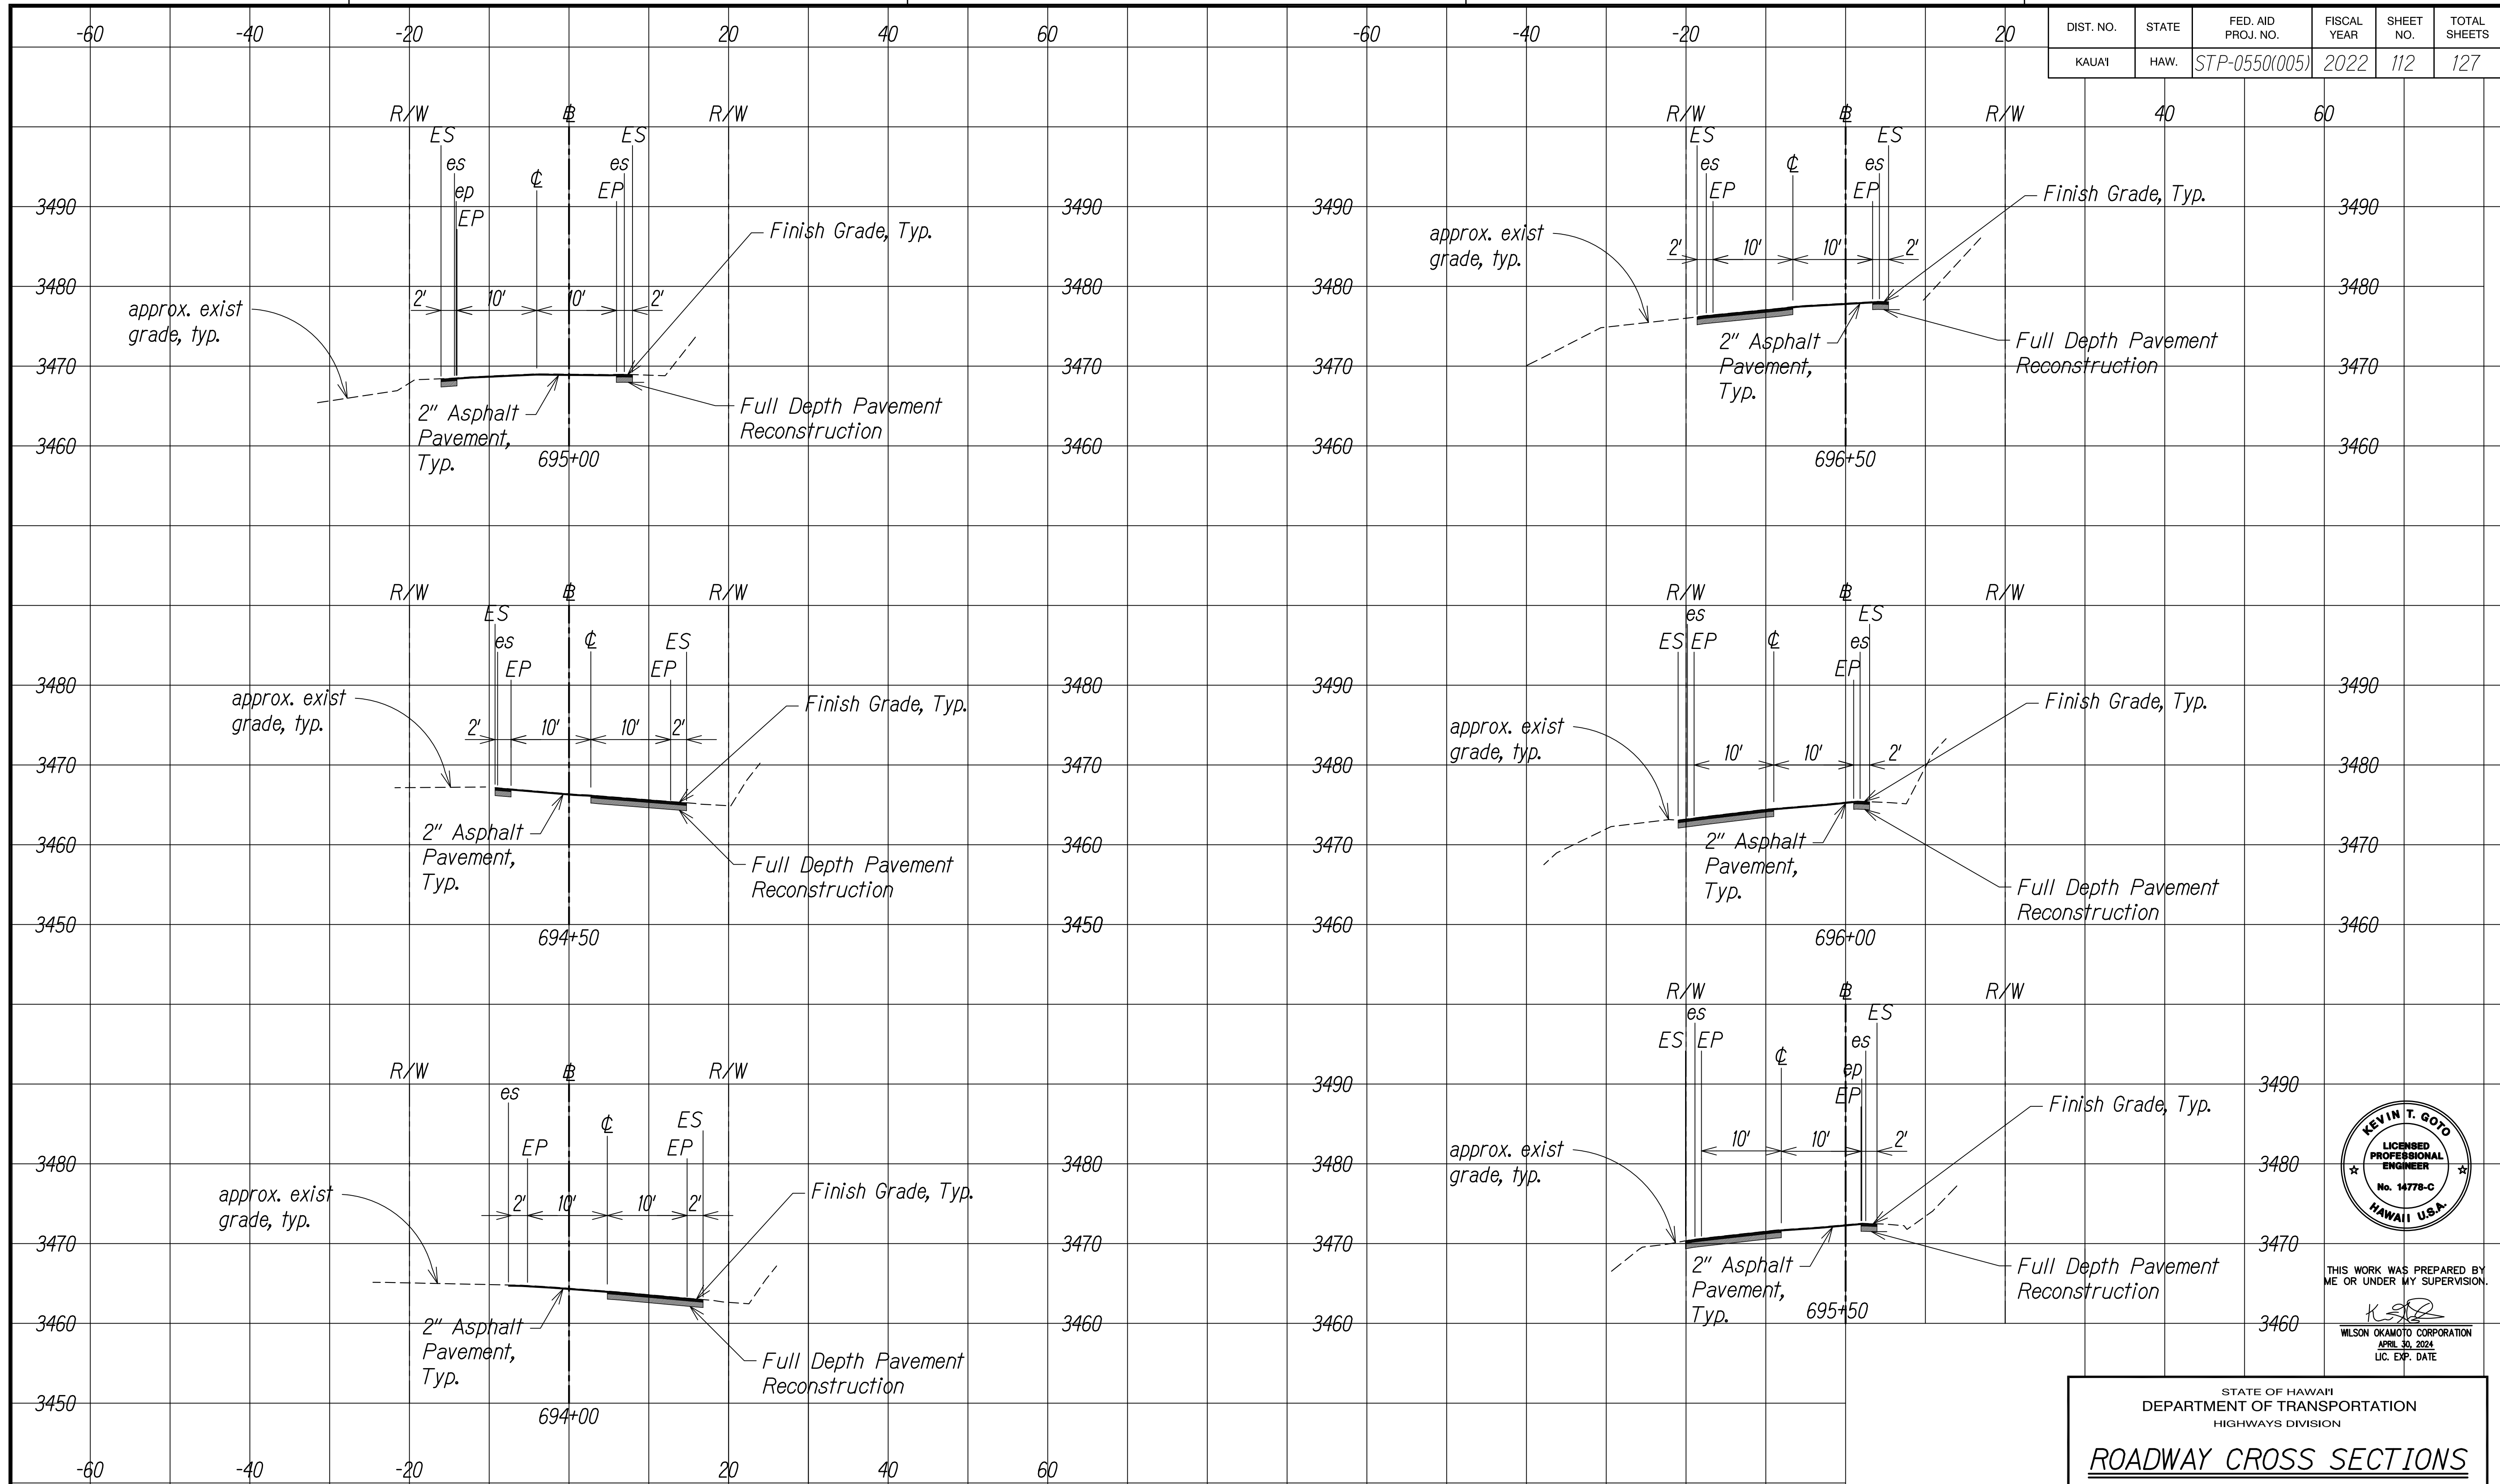 -60 -40 -20 20 40 60 -60 -40 -20 20
DIST. NO. STATE FED. AID PROJ. NO. FISCAL YEAR SHEET NO. TOTAL SHEETS
KAUA'I HAW. STP-0550(005) 2022 112 127
R/W ℄ R/W
ES ES
es es
ep ℄
EP EP
3490 3490
Finish Grade, Typ.
3480 3480
2' 10' 10' 2'
approx. exist
grade, typ.
3470 3470
2" Asphalt
Pavement,
Typ.
Full Depth Pavement
Reconstruction
3460 3460
695+00
R/W BL R/W 40 60
ES ES
es ℄ es
EP EP
3490 3490
Finish Grade, Typ.
approx. exist
grade, typ.
2' 10' 10' 2'
3480 3480
2" Asphalt
Pavement,
Typ.
Full Depth Pavement
Reconstruction
3470 3470
3460 3460
696+50
R/W BL R/W
ES
es ℄ ES
EP EP
3480 3480
approx. exist
grade, typ.
Finish Grade, Typ.
2' 10' 10' 2'
3470 3470
2" Asphalt
Pavement,
Typ.
3460 3460
Full Depth Pavement
Reconstruction
3450 3450
694+50
R/W BL R/W
es ES
ES EP ℄ es
EP
3490 3490
Finish Grade, Typ.
approx. exist
grade, typ.
10' 10' 2'
3480 3480
2" Asphalt
Pavement,
Typ.
3470 3470
Full Depth Pavement
Reconstruction
3460 3460
696+00
R/W BL R/W
es
℄ ES
EP EP
3480 3480
approx. exist
grade, typ.
Finish Grade, Typ.
2' 10' 10' 2'
3470 3470
2" Asphalt
Pavement,
Typ.
3460 3460
Full Depth Pavement
Reconstruction
3450
694+00
R/W BL R/W
es ES
ES EP ℄ es
ep
EP
3490 3490
Finish Grade, Typ.
10' 10' 2'
approx. exist
grade, typ.
3480 3480
3470 3470
2" Asphalt
Pavement,
Typ.
Full Depth Pavement
Reconstruction
695+50
3460 3460
KEVIN T. GOTO
LICENSED
PROFESSIONAL
ENGINEER
No. 14778-C
HAWAII U.S.A.
THIS WORK WAS PREPARED BY
ME OR UNDER MY SUPERVISION.
WILSON OKAMOTO CORPORATION
APRIL 30, 2024
LIC. EXP. DATE
STATE OF HAWAI'I
DEPARTMENT OF TRANSPORTATION
HIGHWAYS DIVISION
ROADWAY CROSS SECTIONS
-60 -40 -20 20 40 60